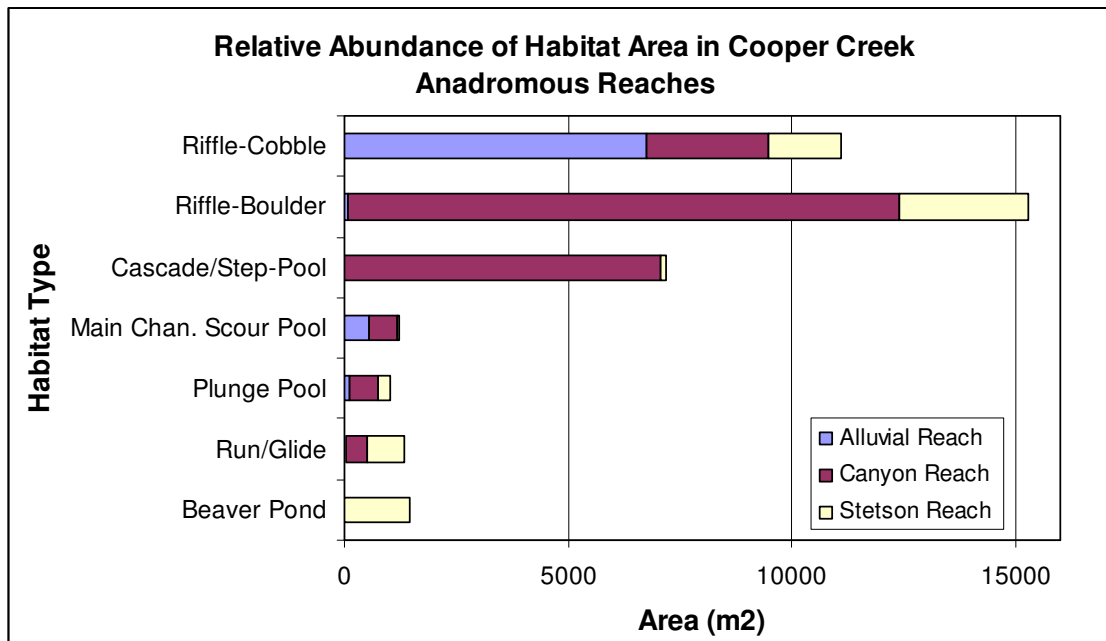 Relative Abundance of Habitat Area in Cooper Creek
Anadromous Reaches
Habitat Type
Riffle-Cobble
Riffle-Boulder
Cascade/Step-Pool
Main Chan. Scour Pool
Plunge Pool
Run/Glide
Beaver Pond
Alluvial Reach
Canyon Reach
Stetson Reach
0 5000 10000 15000
Area (m2)